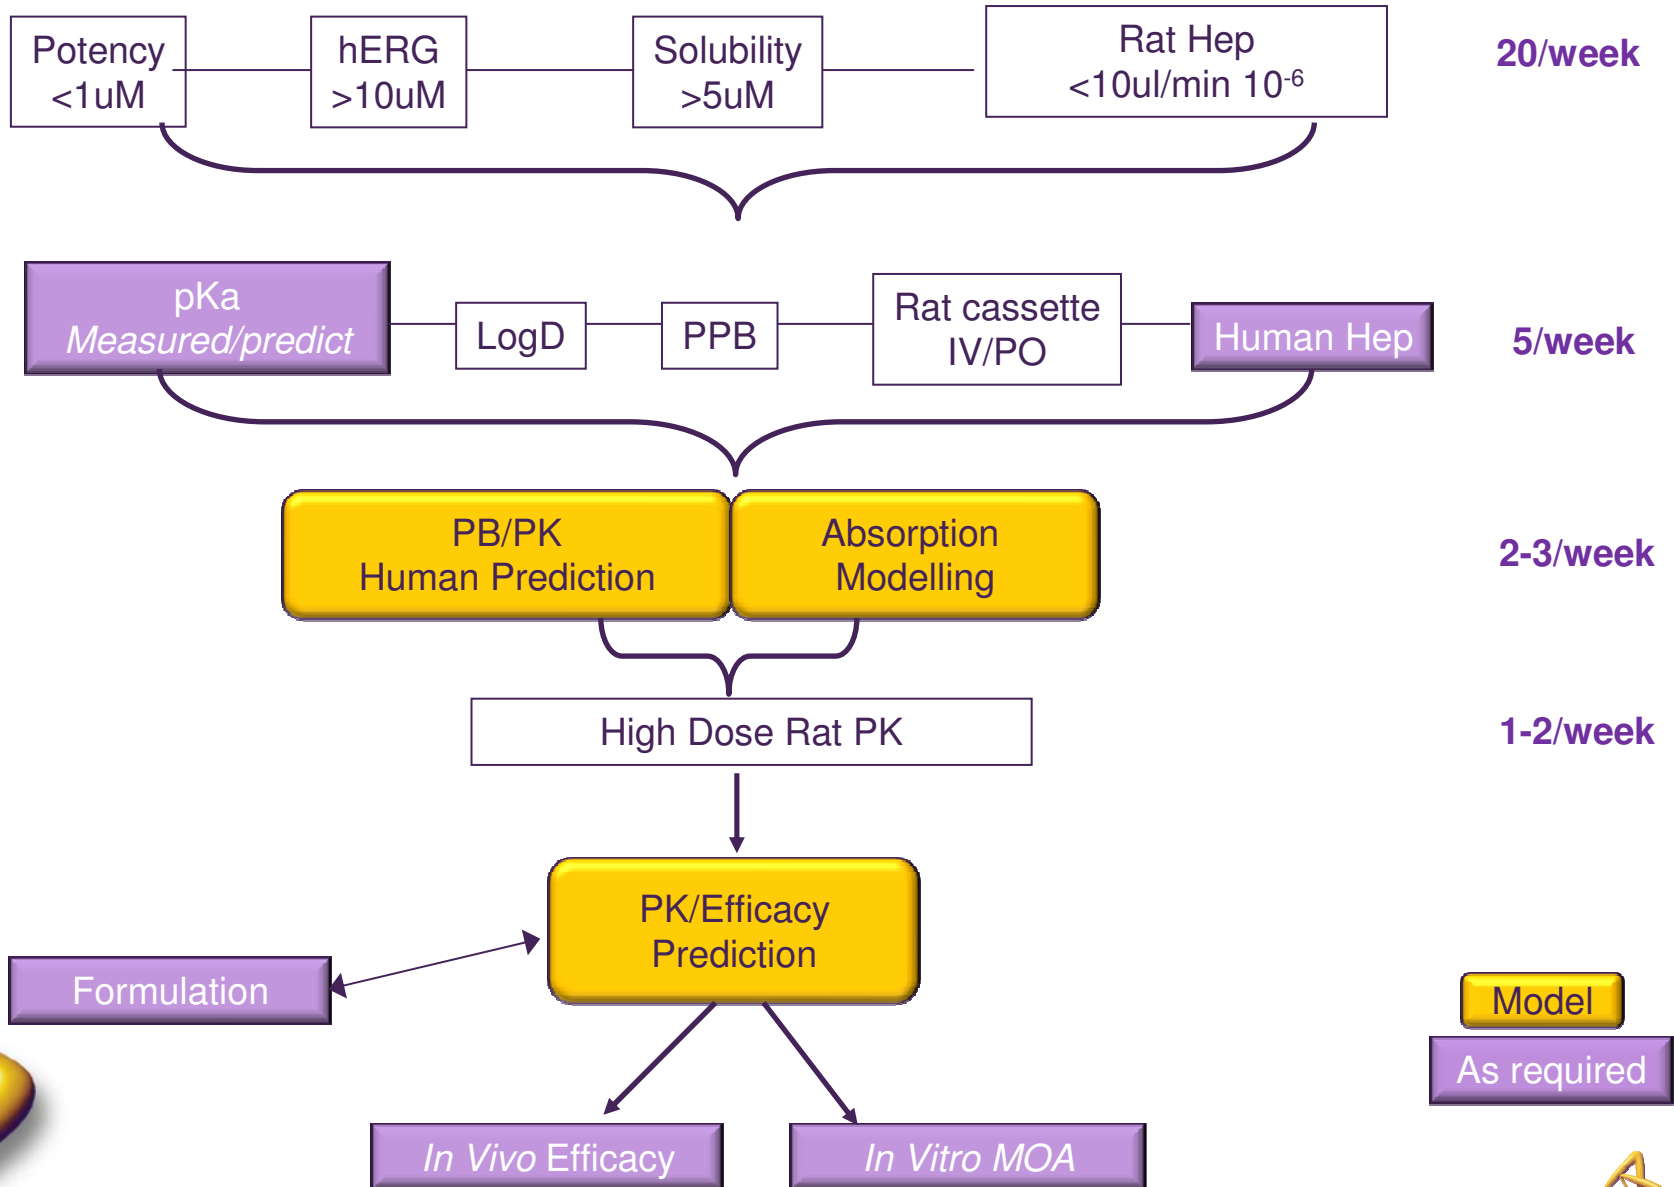 Potency
<1uM
hERG
>10uM
Solubility
>5uM
Rat Hep
<10ul/min 10⁻⁶
20/week
pKa
Measured/predict
LogD
PPB
Rat cassette
IV/PO
Human Hep
5/week
PB/PK
Human Prediction
Absorption
Modelling
2-3/week
High Dose Rat PK
1-2/week
PK/Efficacy
Prediction
Formulation
Model
As required
In Vivo Efficacy
In Vitro MOA